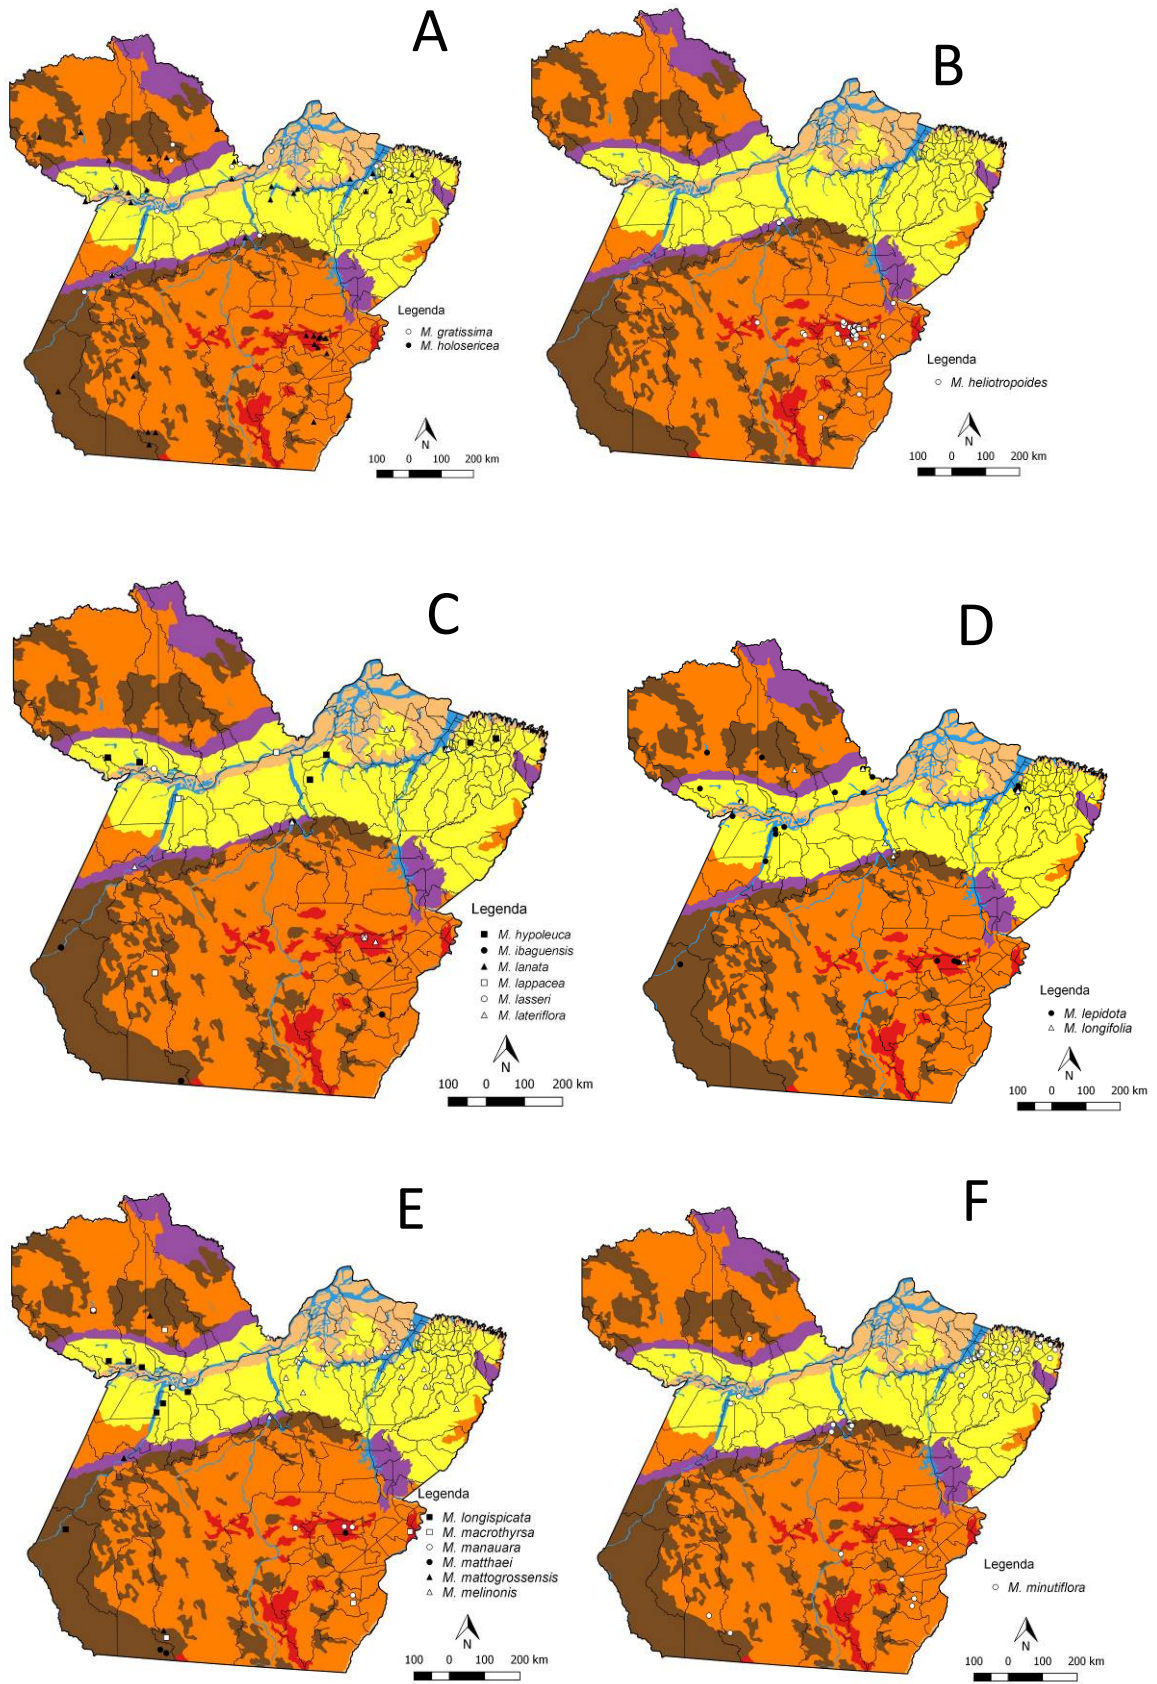 A
Legenda
M. gratissima
M. holosericea
N
100 0 100 200 km
B
Legenda
M. heliotropoides
N
100 0 100 200 km
C
Legenda
M. hypoleuca
M. ibaguensis
M. lanata
M. lappacea
M. lasseri
M. lateriflora
N
100 0 100 200 km
D
Legenda
M. lepidota
M. longifolia
N
100 0 100 200 km
E
Legenda
M. longispicata
M. macrothyrsa
M. manauara
M. matthaei
M. mattogrossensis
M. melinonis
N
100 0 100 200 km
F
Legenda
M. minutiflora
N
100 0 100 200 km